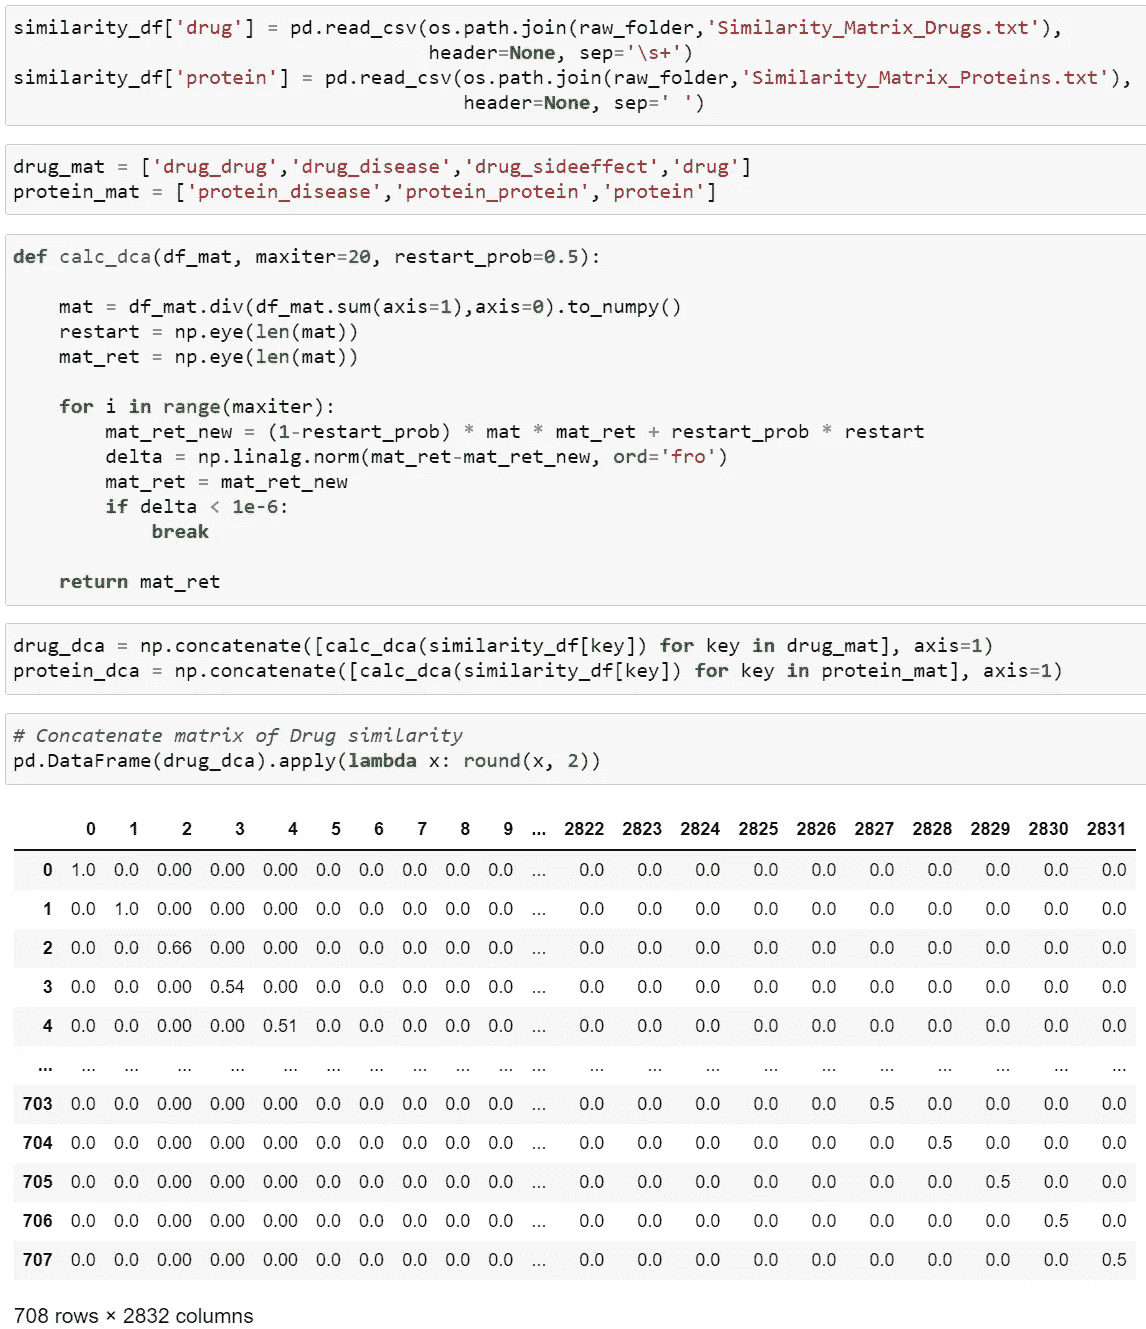 similarity_df['drug'] = pd.read_csv(os.path.join(raw_folder,'Similarity_Matrix_Drugs.txt'),
                                    header=None, sep='\s+')
similarity_df['protein'] = pd.read_csv(os.path.join(raw_folder,'Similarity_Matrix_Proteins.txt'),
                                       header=None, sep=' ')
drug_mat = ['drug_drug','drug_disease','drug_sideeffect','drug']
protein_mat = ['protein_disease','protein_protein','protein']
def calc_dca(df_mat, maxiter=20, restart_prob=0.5):
    mat = df_mat.div(df_mat.sum(axis=1),axis=0).to_numpy()
    restart = np.eye(len(mat))
    mat_ret = np.eye(len(mat))
    for i in range(maxiter):
        mat_ret_new = (1-restart_prob) * mat * mat_ret + restart_prob * restart
        delta = np.linalg.norm(mat_ret-mat_ret_new, ord='fro')
        mat_ret = mat_ret_new
        if delta < 1e-6:
            break
    return mat_ret
drug_dca = np.concatenate([calc_dca(similarity_df[key]) for key in drug_mat], axis=1)
protein_dca = np.concatenate([calc_dca(similarity_df[key]) for key in protein_mat], axis=1)
# Concatenate matrix of Drug similarity
pd.DataFrame(drug_dca).apply(lambda x: round(x, 2))
0 1 2 3 4 5 6 7 8 9 ... 2822 2823 2824 2825 2826 2827 2828 2829 2830 2831
0 1.0 0.0 0.00 0.00 0.00 0.0 0.0 0.0 0.0 0.0 ... 0.0 0.0 0.0 0.0 0.0 0.0 0.0 0.0 0.0 0.0
1 0.0 1.0 0.00 0.00 0.00 0.0 0.0 0.0 0.0 0.0 ... 0.0 0.0 0.0 0.0 0.0 0.0 0.0 0.0 0.0 0.0
2 0.0 0.0 0.66 0.00 0.00 0.0 0.0 0.0 0.0 0.0 ... 0.0 0.0 0.0 0.0 0.0 0.0 0.0 0.0 0.0 0.0
3 0.0 0.0 0.00 0.54 0.00 0.0 0.0 0.0 0.0 0.0 ... 0.0 0.0 0.0 0.0 0.0 0.0 0.0 0.0 0.0 0.0
4 0.0 0.0 0.00 0.00 0.51 0.0 0.0 0.0 0.0 0.0 ... 0.0 0.0 0.0 0.0 0.0 0.0 0.0 0.0 0.0 0.0
... ... ... ... ... ... ... ... ... ... ... ... ... ... ... ... ... ... ... ... ... ...
703 0.0 0.0 0.00 0.00 0.00 0.0 0.0 0.0 0.0 0.0 ... 0.0 0.0 0.0 0.0 0.0 0.5 0.0 0.0 0.0 0.0
704 0.0 0.0 0.00 0.00 0.00 0.0 0.0 0.0 0.0 0.0 ... 0.0 0.0 0.0 0.0 0.0 0.0 0.5 0.0 0.0 0.0
705 0.0 0.0 0.00 0.00 0.00 0.0 0.0 0.0 0.0 0.0 ... 0.0 0.0 0.0 0.0 0.0 0.0 0.0 0.5 0.0 0.0
706 0.0 0.0 0.00 0.00 0.00 0.0 0.0 0.0 0.0 0.0 ... 0.0 0.0 0.0 0.0 0.0 0.0 0.0 0.0 0.5 0.0
707 0.0 0.0 0.00 0.00 0.00 0.0 0.0 0.0 0.0 0.0 ... 0.0 0.0 0.0 0.0 0.0 0.0 0.0 0.0 0.0 0.5
708 rows × 2832 columns